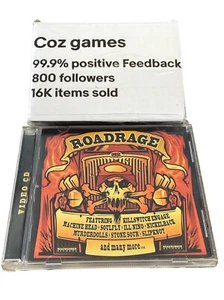 Coz games
99.9% positive Feedback
800 followers
16K items sold
ROADRAGE
VIDEO CD
FEATURING KILLSWITCH ENGAGE
MACHINE HEAD · SOULFLY · ILL NINO · NICKELBACK
MURDERDOLLS · STONE SOUR · SLIPKNOT
and many more...